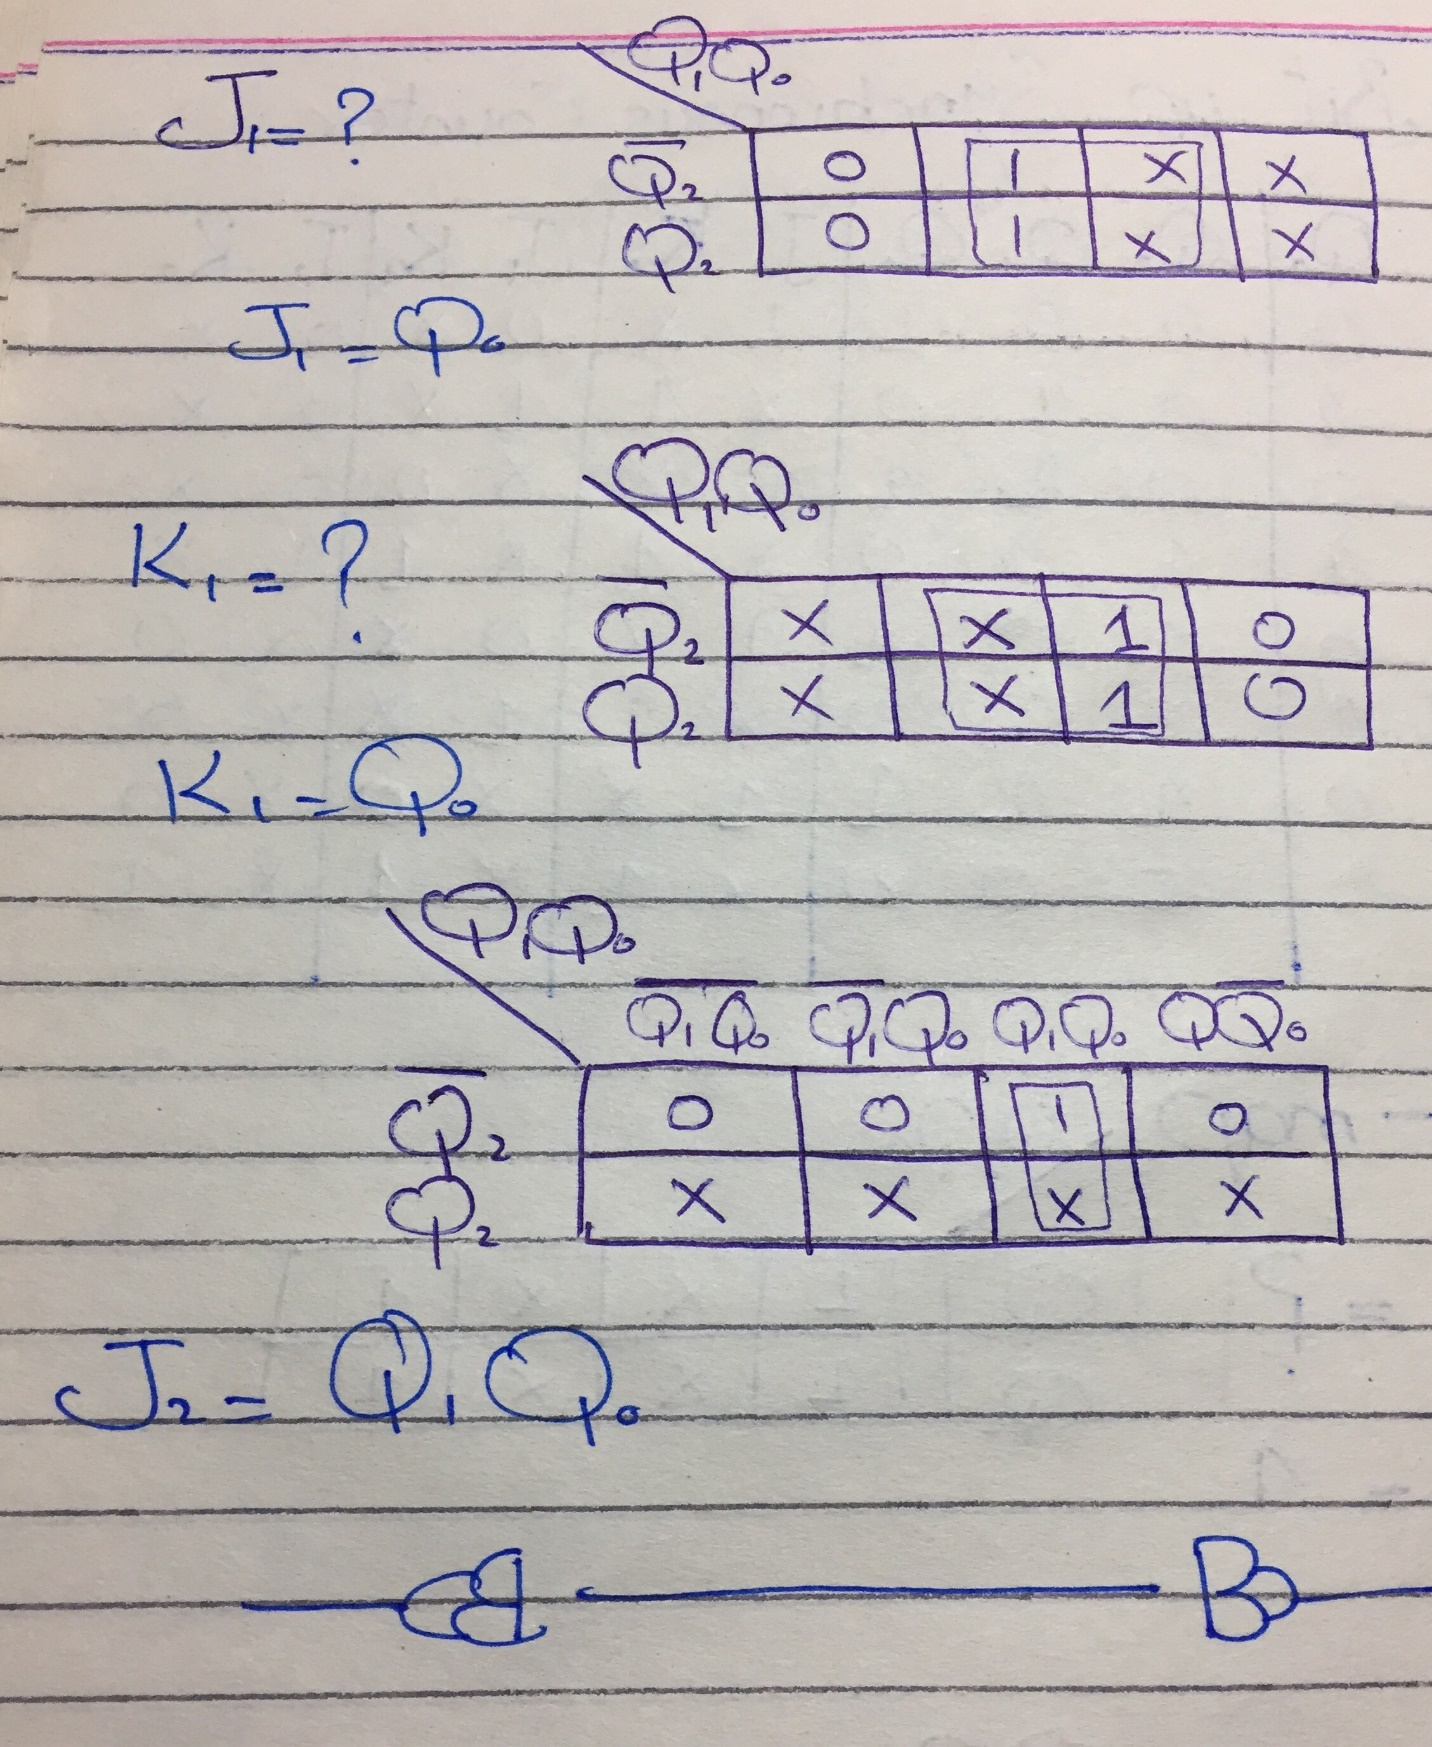 Q₁Q₀
J₁ = ?
Q̅₂ 0 1 x x
Q₂ 0 1 x x
J₁ = Q₀
Q₁Q₀
K₁ = ?
Q̅₂ x x 1 0
Q₂ x x 1 0
K₁ = Q₀
Q₁Q₀
Q̅₁Q̅₀ Q̅₁Q₀ Q₁Q₀ QQ̅₀
Q̅₂ 0 0 1 0
Q₂ x x x x
J₂ = Q₁Q₀